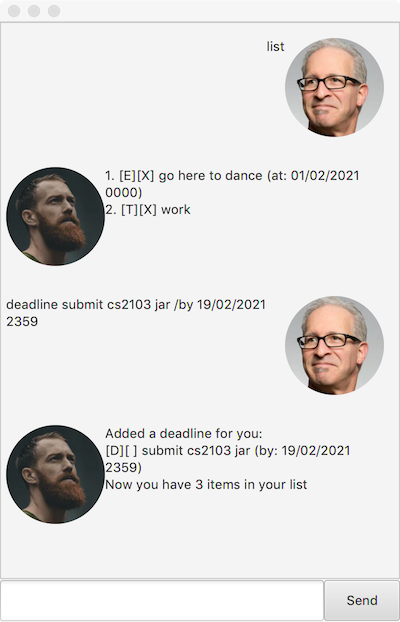 list
1. [E][X] go here to dance (at: 01/02/2021
0000)
2. [T][X] work
deadline submit cs2103 jar /by 19/02/2021
2359
Added a deadline for you:
[D][ ] submit cs2103 jar (by: 19/02/2021
2359)
Now you have 3 items in your list
Send